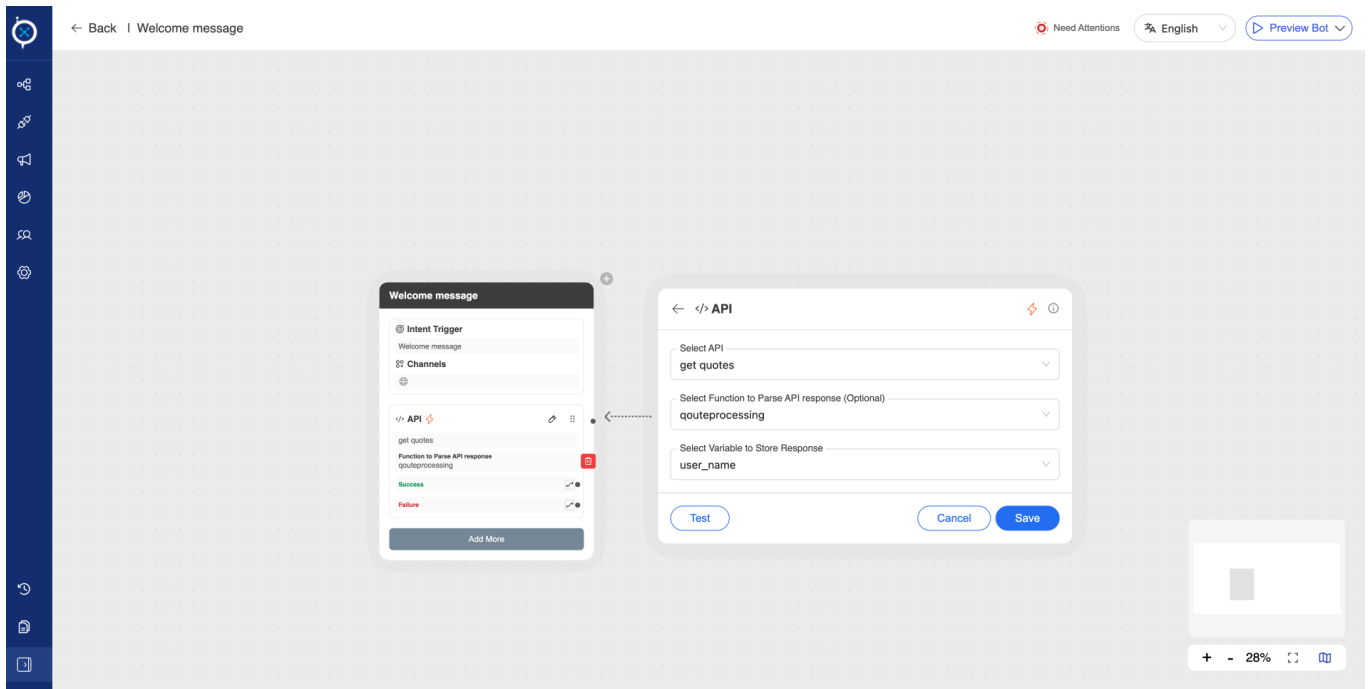 Back | Welcome message
Need Attentions
English
Preview Bot
Welcome message
Intent Trigger
Welcome message
Channels
</> API
get quotes
Function to Parse API response
qouteprocessing
Success
Failure
Add More
</> API
Select API
get quotes
Select Function to Parse API response (Optional)
qouteprocessing
Select Variable to Store Response
user_name
Test
Cancel
Save
+ - 28%